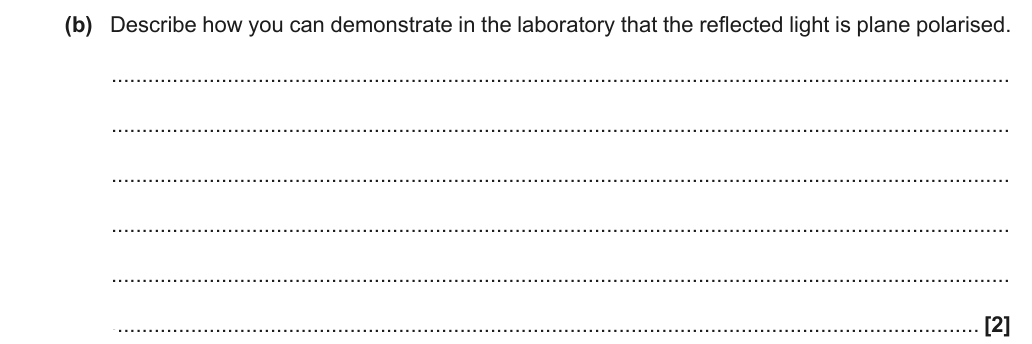 (b) Describe how you can demonstrate in the laboratory that the reflected light is plane polarised.
[2]